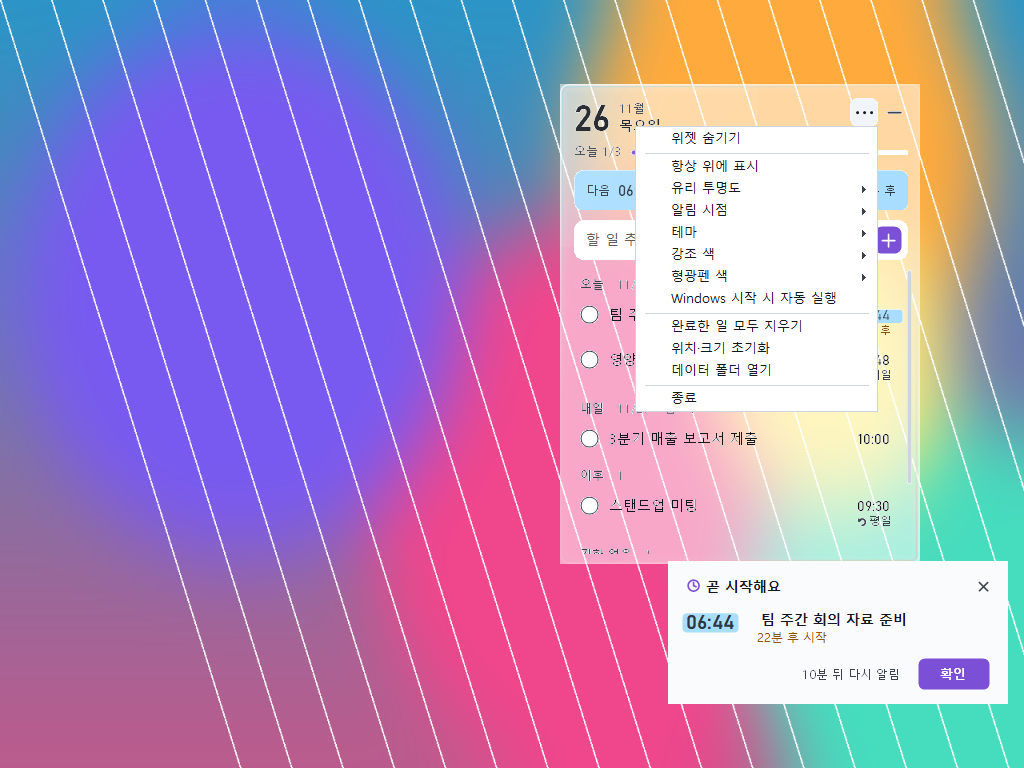 26
11월
목요일
오늘 1/3
다음 06
후
할 일 추
오늘
팀 주
44
후
영양
48
일
위젯 숨기기
항상 위에 표시
유리 투명도
알림 시점
테마
강조 색
형광펜 색
Windows 시작 시 자동 실행
완료한 일 모두 지우기
위치·크기 초기화
데이터 폴더 열기
종료
내일
3분기 매출 보고서 제출
10:00
이후
스탠드업 미팅
09:30
평일
곧 시작해요
06:44
팀 주간 회의 자료 준비
22분 후 시작
10분 뒤 다시 알림
확인